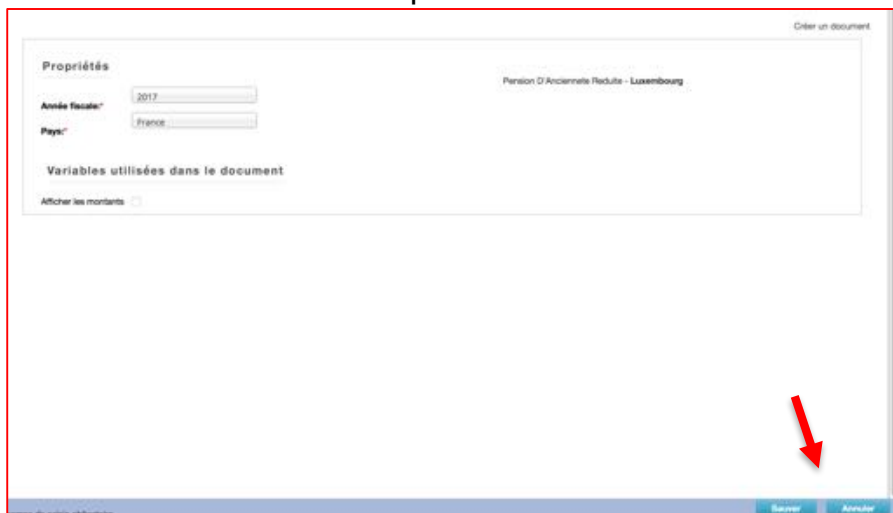 Créer un document
Propriétés
Pension D'Anciennete Reduite - Luxembourg
Année fiscale:*
2017
Pays:*
France
Variables utilisées dans le document
Afficher les montants
Sauver
Annuler